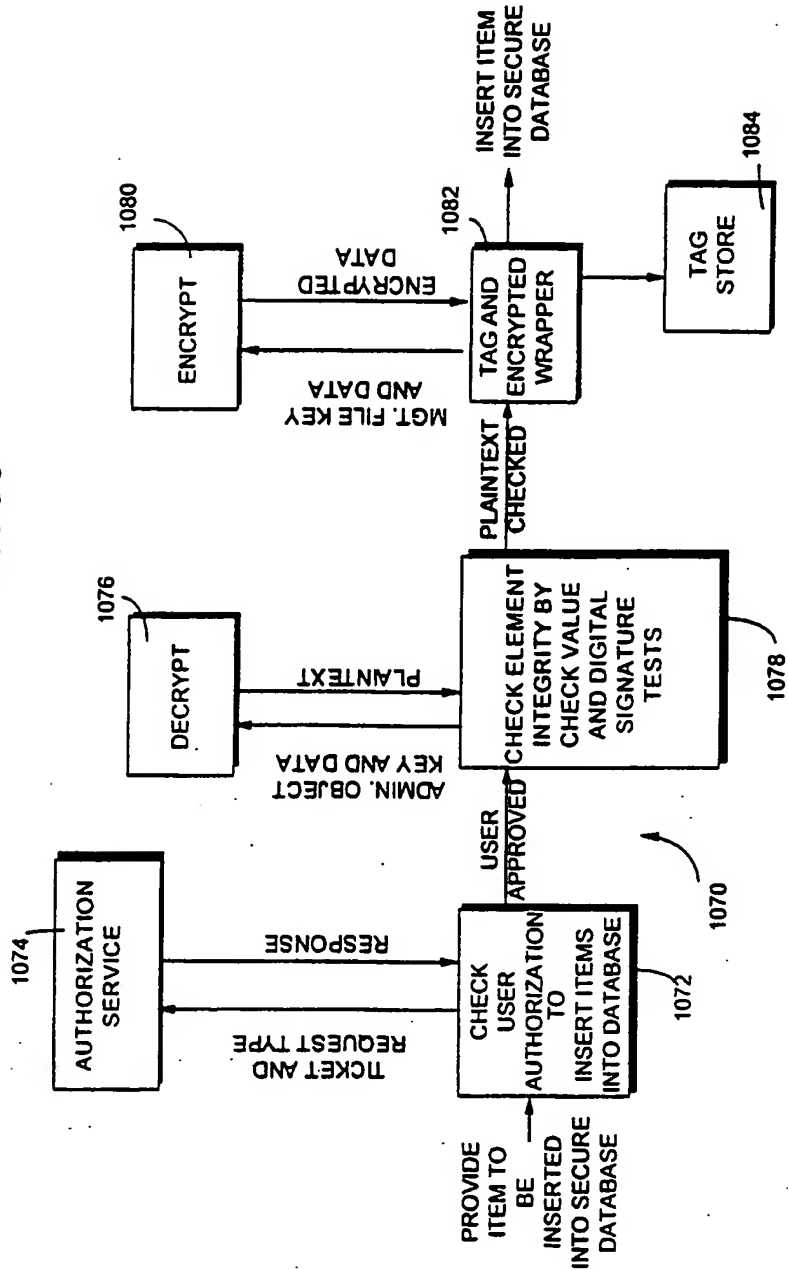 PROVIDE
ITEM TO
BE
INSERTED
INTO SECURE
DATABASE
CHECK
USER
AUTHORIZATION
TO
INSERT ITEMS
INTO DATABASE
1072
TICKET AND
REQUEST TYPE
RESPONSE
AUTHORIZATION
SERVICE
1074
USER
APPROVED
1070
CHECK ELEMENT
INTEGRITY BY
CHECK VALUE
AND DIGITAL
SIGNATURE
TESTS
1078
ADMIN. OBJECT
KEY AND DATA
PLAINTEXT
DECRYPT
1076
PLAINTEXT
CHECKED
TAG AND
ENCRYPTED
WRAPPER
1082
MGT. FILE KEY
AND DATA
ENCRYPTED
DATA
ENCRYPT
1080
INSERT ITEM
INTO SECURE
DATABASE
TAG
STORE
1084